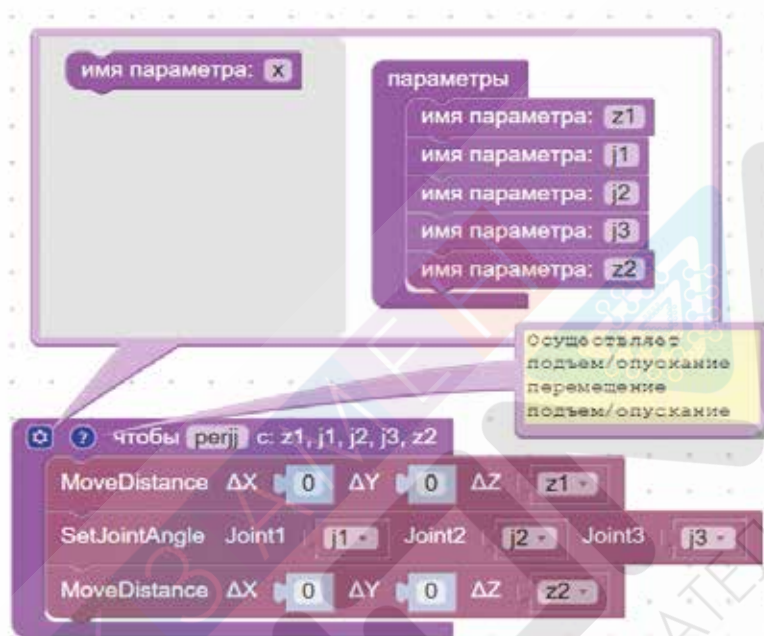 имя параметра: x
параметры
имя параметра: z1
имя параметра: j1
имя параметра: j2
имя параметра: j3
имя параметра: z2
Осуществляет
подъем/опускание
перемещение
подъем/опускание
? чтобы perjj с: z1, j1, j2, j3, z2
MoveDistance ΔX 0 ΔY 0 ΔZ z1
SetJointAngle Joint1 j1 Joint2 j2 Joint3 j3
MoveDistance ΔX 0 ΔY 0 ΔZ z2